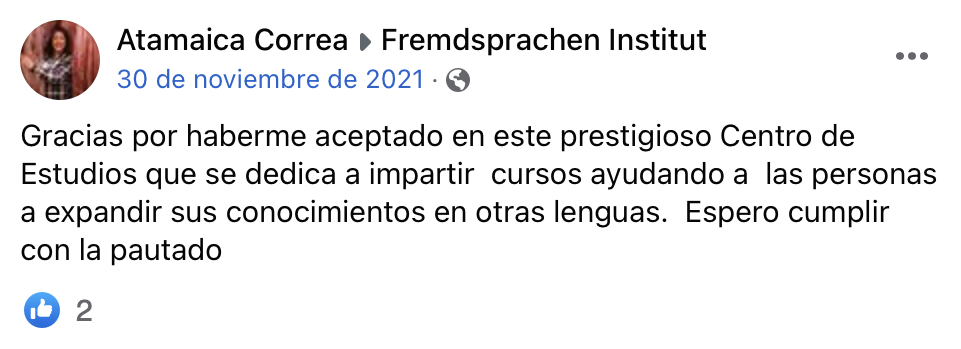 Atamaica Correa ▸ Fremdsprachen Institut
30 de noviembre de 2021 ·
Gracias por haberme aceptado en este prestigioso Centro de
Estudios que se dedica a impartir  cursos ayudando a  las personas
a expandir sus conocimientos en otras lenguas.  Espero cumplir
con la pautado
2